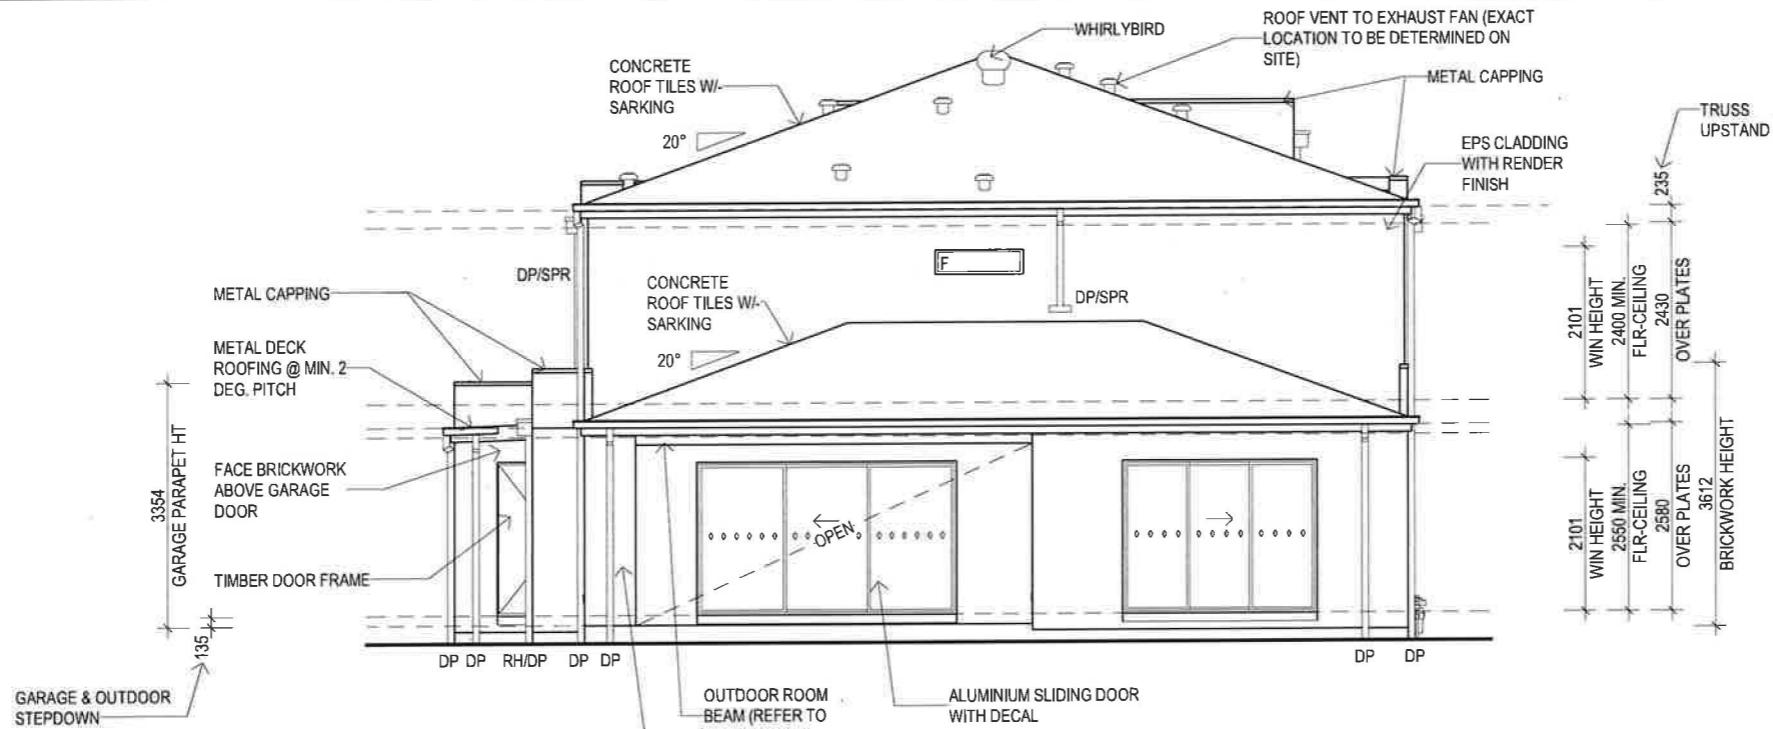 WHIRLYBIRD
ROOF VENT TO EXHAUST FAN (EXACT
LOCATION TO BE DETERMINED ON
SITE)
METAL CAPPING
CONCRETE
ROOF TILES W/-
SARKING
20°
TRUSS
UPSTAND
EPS CLADDING
WITH RENDER
FINISH
235
F
DP/SPR
CONCRETE
ROOF TILES W/-
SARKING
DP/SPR
20°
METAL CAPPING
METAL DECK
ROOFING @ MIN. 2
DEG. PITCH
2101
WIN HEIGHT
2400 MIN.
FLR-CEILING
2430
OVER PLATES
3354
GARAGE PARAPET HT
FACE BRICKWORK
ABOVE GARAGE
DOOR
TIMBER DOOR FRAME
OPEN
2101
WIN HEIGHT
2550 MIN.
FLR-CEILING
2580
OVER PLATES
3612
BRICKWORK HEIGHT
135
DP DP RH/DP DP DP DP DP
GARAGE & OUTDOOR
STEPDOWN
OUTDOOR ROOM
BEAM (REFER TO
ALUMINIUM SLIDING DOOR
WITH DECAL